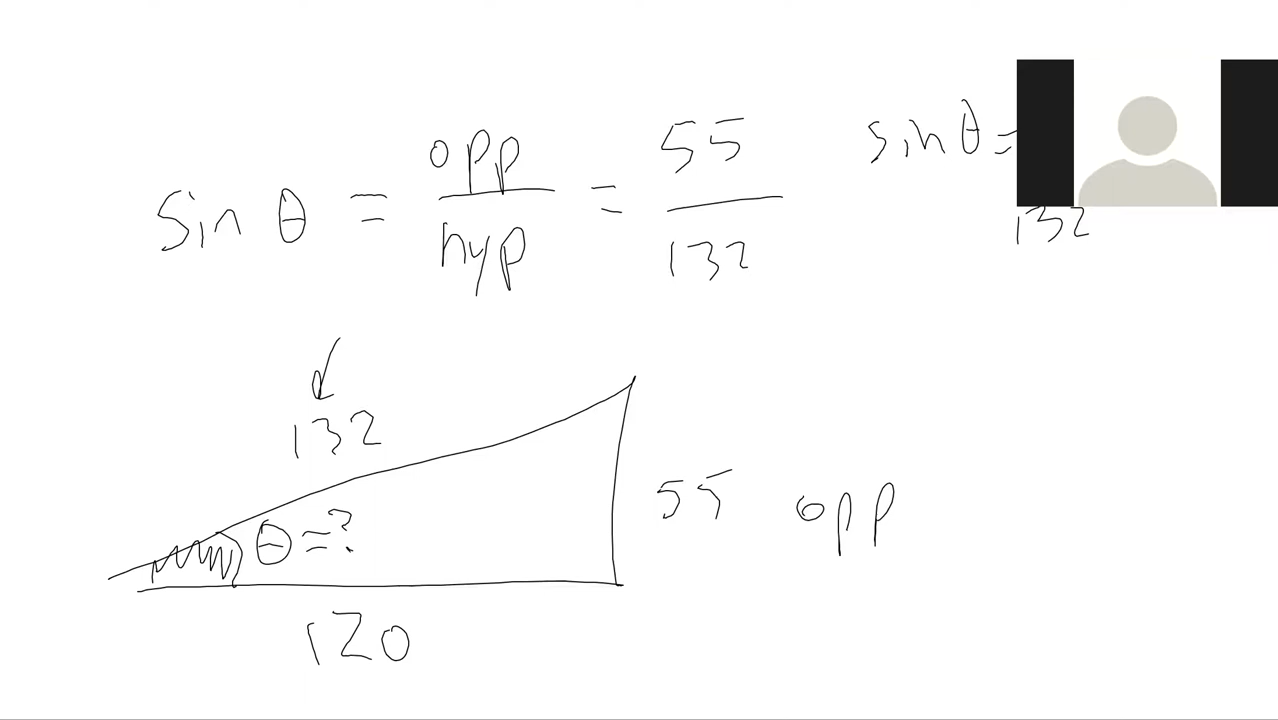 sin θ = opp/hyp = 55/132
sin θ =
132
132
θ = ?
55 opp
120